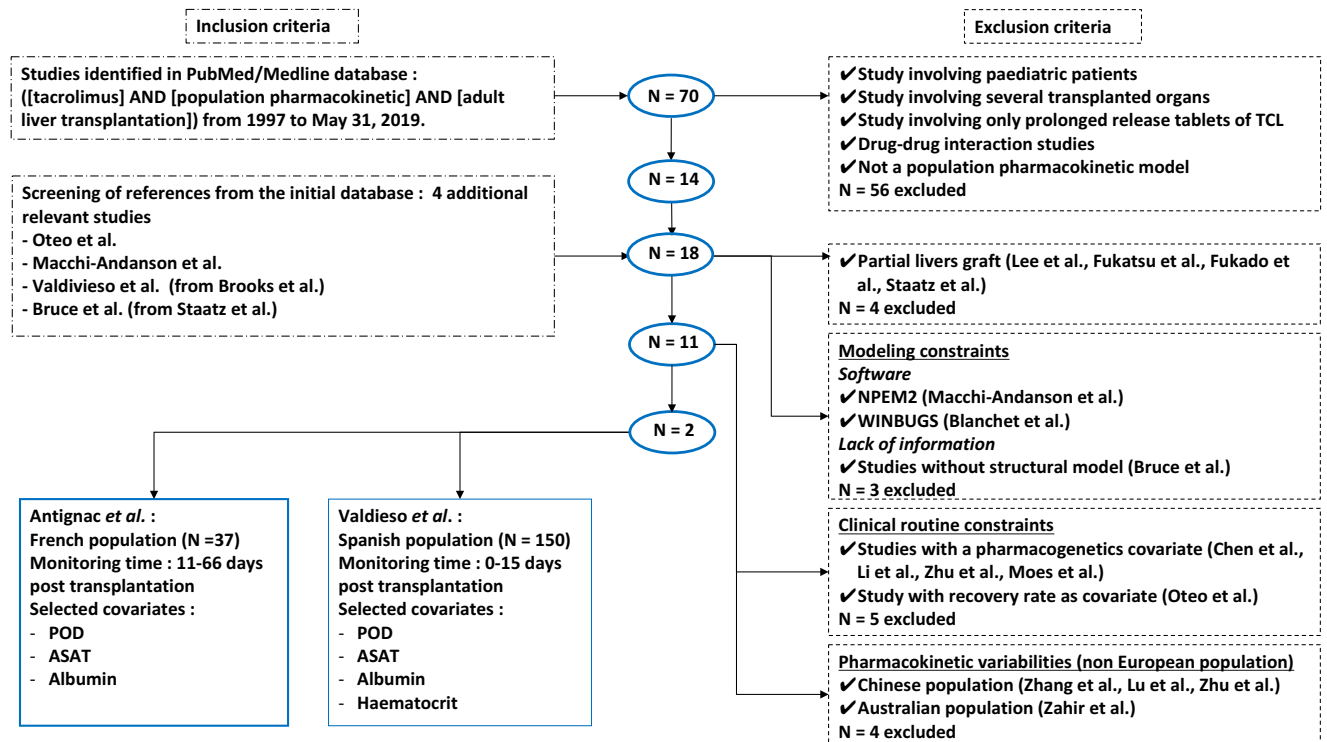 Inclusion criteria
Exclusion criteria
Studies identified in PubMed/Medline database :
([tacrolimus] AND [population pharmacokinetic] AND [adult
liver transplantation]) from 1997 to May 31, 2019.
N = 70
✔Study involving paediatric patients
✔Study involving several transplanted organs
✔Study involving only prolonged release tablets of TCL
✔Drug-drug interaction studies
✔Not a population pharmacokinetic model
N = 56 excluded
N = 14
Screening of references from the initial database : 4 additional
relevant studies
- Oteo et al.
- Macchi-Andanson et al.
- Valdivieso et al. (from Brooks et al.)
- Bruce et al. (from Staatz et al.)
N = 18
✔Partial livers graft (Lee et al., Fukatsu et al., Fukado et
al., Staatz et al.)
N = 4 excluded
Modeling constraints
Software
✔NPEM2 (Macchi-Andanson et al.)
✔WINBUGS (Blanchet et al.)
Lack of information
✔Studies without structural model (Bruce et al.)
N = 3 excluded
N = 11
Clinical routine constraints
✔Studies with a pharmacogenetics covariate (Chen et al.,
Li et al., Zhu et al., Moes et al.)
✔Study with recovery rate as covariate (Oteo et al.)
N = 5 excluded
Pharmacokinetic variabilities (non European population)
✔Chinese population (Zhang et al., Lu et al., Zhu et al.)
✔Australian population (Zahir et al.)
N = 4 excluded
N = 2
Antignac et al. :
French population (N =37)
Monitoring time : 11-66 days
post transplantation
Selected covariates :
- POD
- ASAT
- Albumin
Valdieso et al. :
Spanish population (N = 150)
Monitoring time : 0-15 days
post transplantation
Selected covariates :
- POD
- ASAT
- Albumin
- Haematocrit